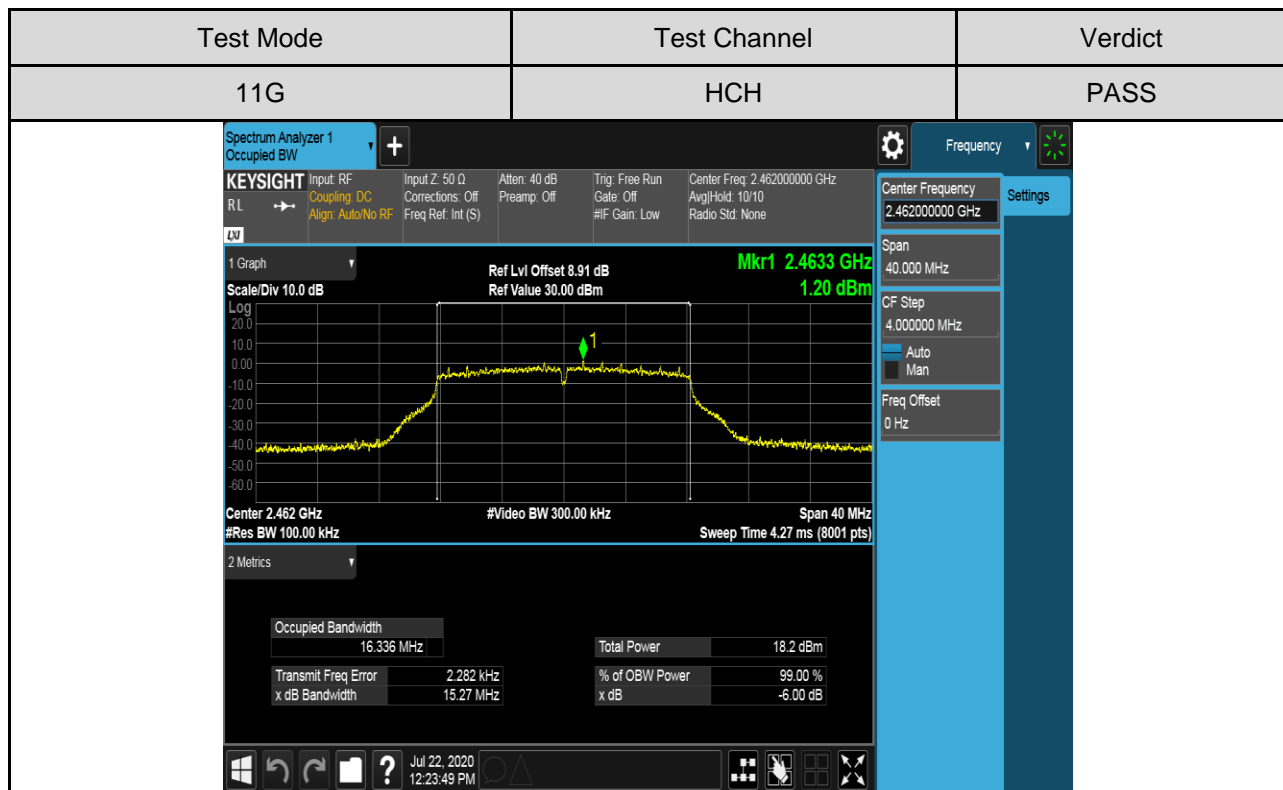 Test Mode Test Channel Verdict
11G HCH PASS
Spectrum Analyzer 1
Occupied BW
+
Frequency
KEYSIGHT Input: RF Input Z: 50 Ω Atten: 40 dB Trig: Free Run Center Freq: 2.462000000 GHz
RL Coupling: DC Corrections: Off Preamp: Off Gate: Off Avg|Hold: 10/10
Align: Auto/No RF Freq Ref: Int (S) #IF Gain: Low Radio Std: None
LXI
Center Frequency
2.462000000 GHz
Settings
Span
40.000 MHz
CF Step
4.000000 MHz
Auto
Man
Freq Offset
0 Hz
1 Graph Ref Lvl Offset 8.91 dB Mkr1 2.4633 GHz
Scale/Div 10.0 dB Ref Value 30.00 dBm 1.20 dBm
Log
20.0
10.0
0.00
-10.0
-20.0
-30.0
-40.0
-50.0
-60.0
1
Center 2.462 GHz #Video BW 300.00 kHz Span 40 MHz
#Res BW 100.00 kHz Sweep Time 4.27 ms (8001 pts)
2 Metrics
Occupied Bandwidth
16.336 MHz Total Power 18.2 dBm
Transmit Freq Error 2.282 kHz % of OBW Power 99.00 %
x dB Bandwidth 15.27 MHz x dB -6.00 dB
? Jul 22, 2020
12:23:49 PM